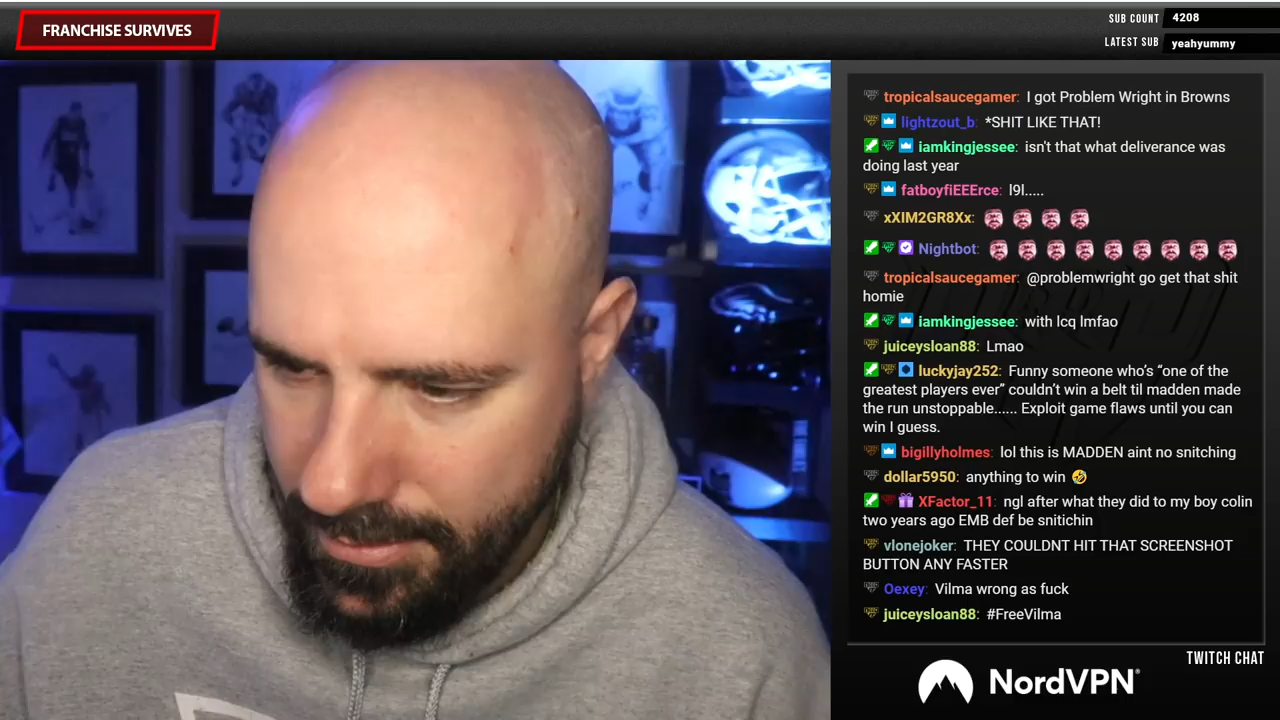 FRANCHISE SURVIVES
SUB COUNT 4208
LATEST SUB yeahyummy
tropicalsaucegamer: I got Problem Wright in Browns
lightzout_b: *SHIT LIKE THAT!
iamkingjessee: isn't that what deliverance was
doing last year
fatboyfiEEErce: I9I.....
xXIM2GR8Xx:
Nightbot:
tropicalsaucegamer: @problemwright go get that shit
homie
iamkingjessee: with lcq lmfao
juiceysloan88: Lmao
luckyjay252: Funny someone who’s “one of the
greatest players ever” couldn’t win a belt til madden made
the run unstoppable...... Exploit game flaws until you can
win I guess.
bigillyholmes: lol this is MADDEN aint no snitching
dollar5950: anything to win 🤣
XFactor_11: ngl after what they did to my boy colin
two years ago EMB def be snitichin
vlonejoker: THEY COULDNT HIT THAT SCREENSHOT
BUTTON ANY FASTER
Oexey: Vilma wrong as fuck
juiceysloan88: #FreeVilma
TWITCH CHAT
NordVPN®